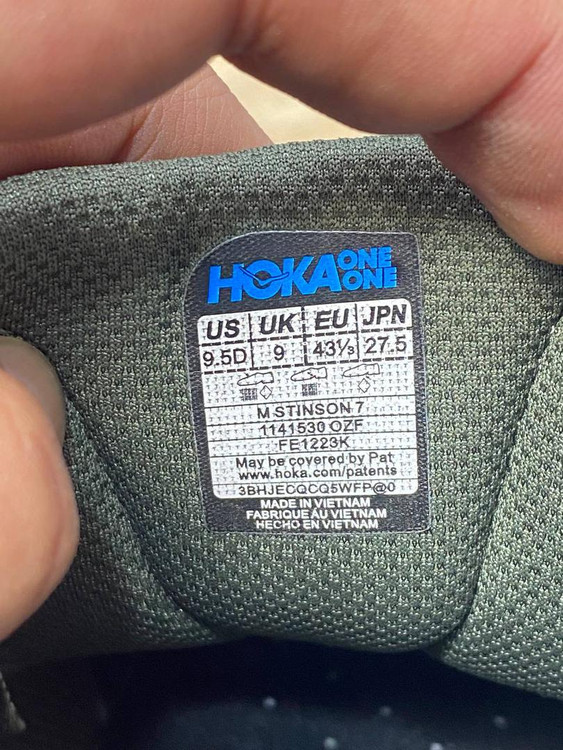 HOKA ONE ONE
US UK EU JPN
9.5D 9 43⅓ 27.5
M STINSON 7
1141530 OZF
FE1223K
May be covered by Pat
www.hoka.com/patents
3BHJECQCQ5WFP@0
MADE IN VIETNAM
FABRIQUE AU VIETNAM
HECHO EN VIETNAM